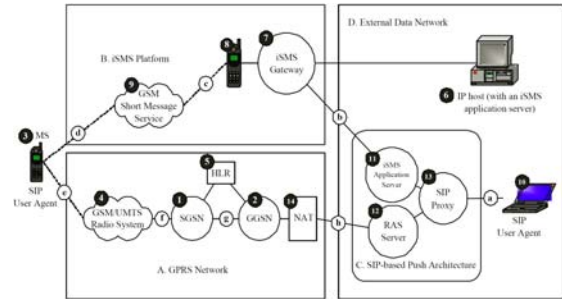 D. External Data Network
8
7
B. iSMS Platform
iSMS
Gateway
9
c
GSM
Short Message
Service
6 IP host (with an iSMS
application server)
3 MS
d
b
SIP
User Agent
5
HLR
11
iSMS
Application
Server
13
10
e
4
GSM/UMTS
Radio System
f
1
SGSN
g
2
GGSN
14
NAT
h
12
RAS
Server
SIP
Proxy
a
SIP
User Agent
A. GPRS Network
C. SIP-based Push Architecture